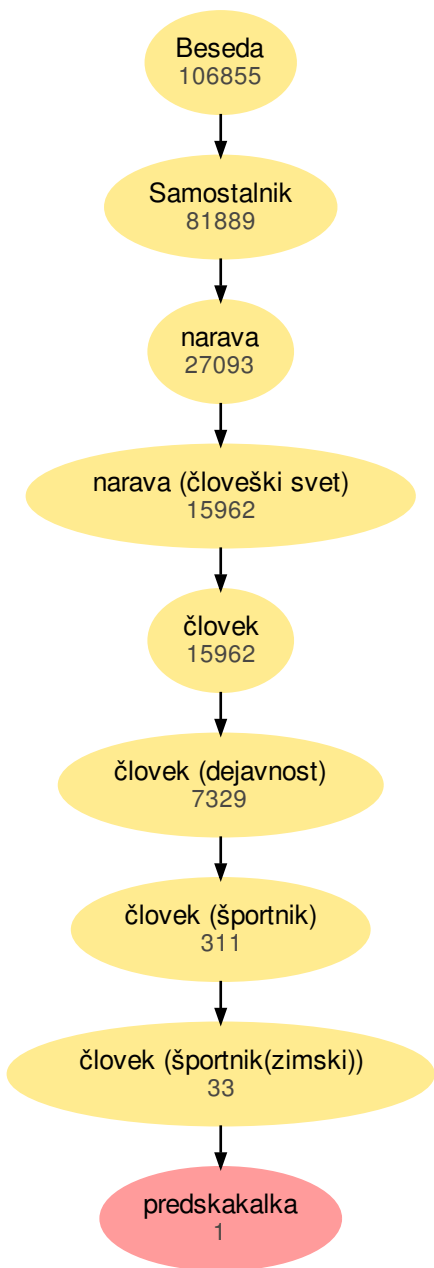 Beseda
106855
Samostalnik
81889
narava
27093
narava (človeški svet)
15962
človek
15962
človek (dejavnost)
7329
človek (športnik)
311
človek (športnik(zimski))
33
predskakalka
1